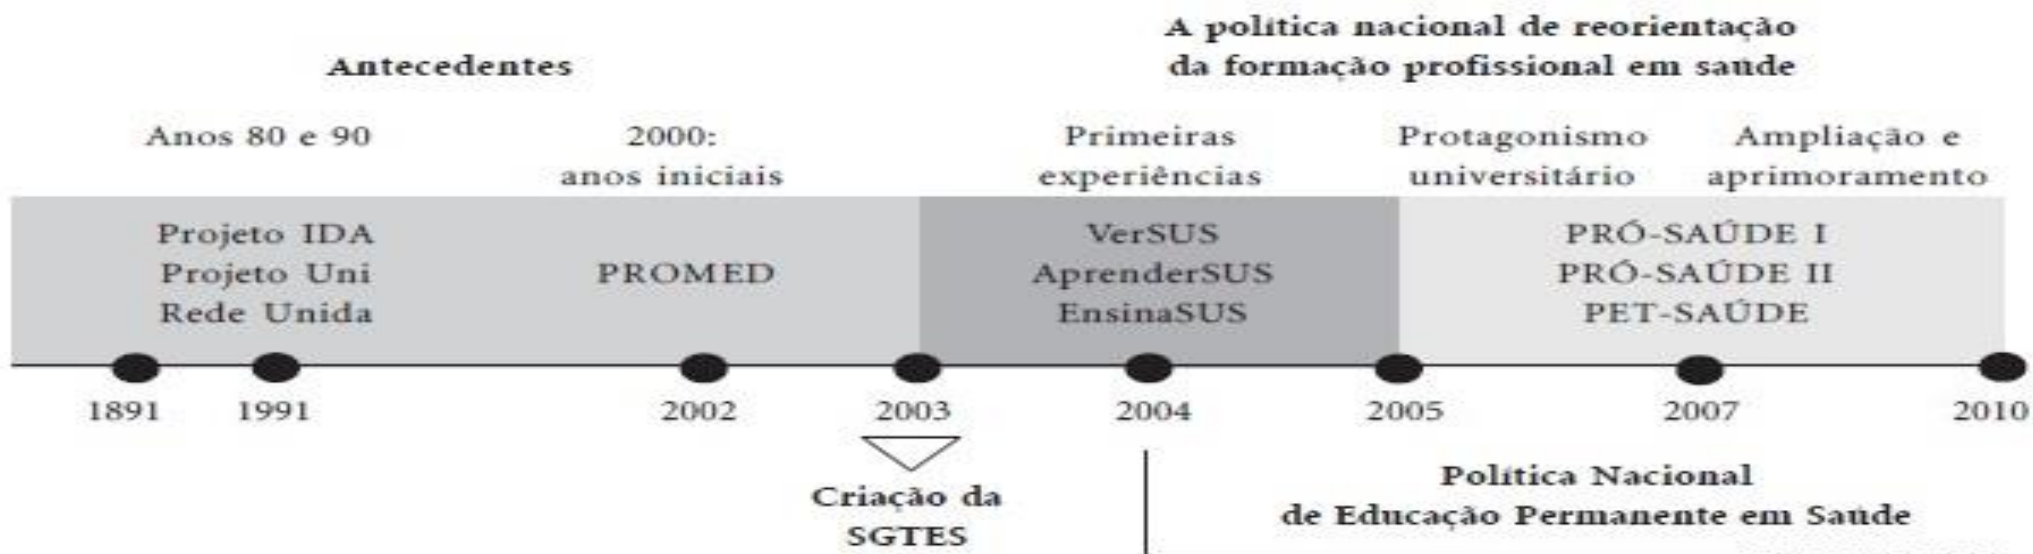 Antecedentes
A política nacional de reorientação
da formação profissional em saúde
Anos 80 e 90
2000:
anos iniciais
Primeiras
experiências
Protagonismo
universitário
Ampliação e
aprimoramento
Projeto IDA
Projeto Uni
Rede Unida
PROMED
VerSUS
AprenderSUS
EnsinaSUS
PRÓ-SAÚDE I
PRÓ-SAÚDE II
PET-SAÚDE
1891
1991
2002
2003
2004
2005
2007
2010
Criação da
SGTES
Política Nacional
de Educação Permanente em Saúde